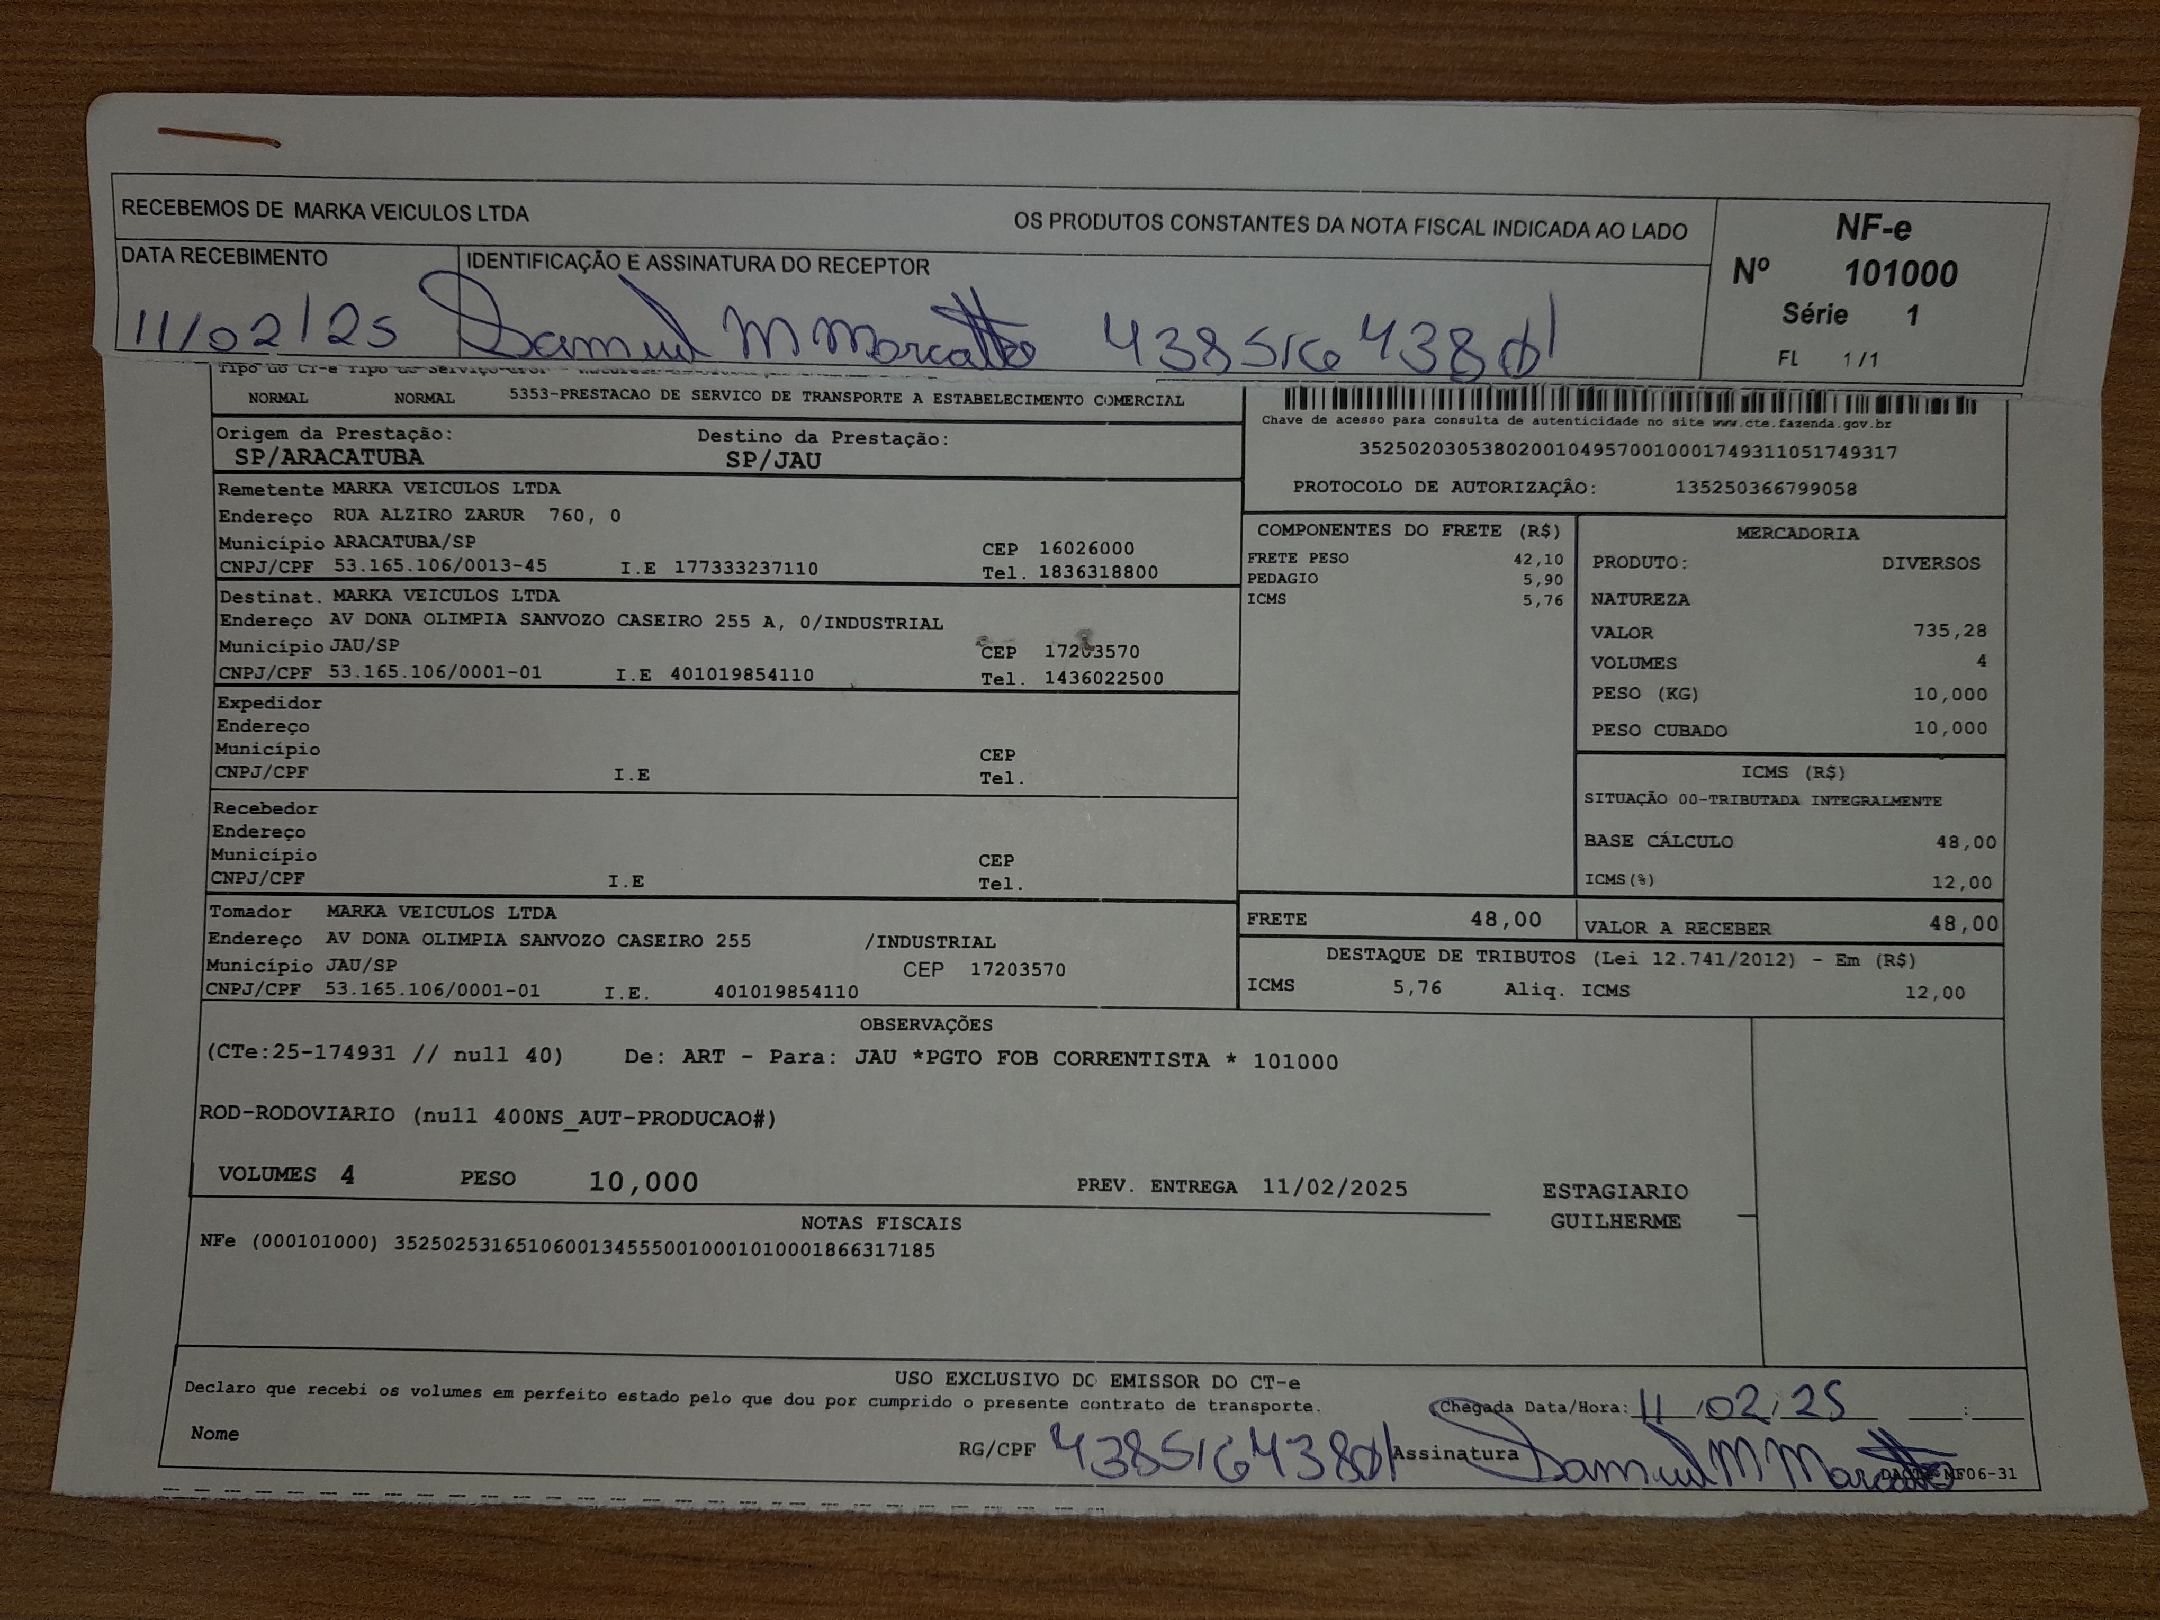 RECEBEMOS DE MARKA VEICULOS LTDA OS PRODUTOS CONSTANTES DA NOTA FISCAL INDICADA AO LADO
NF-e
Nº 101000
Série 1
FL 1/1
DATA RECEBIMENTO IDENTIFICAÇÃO E ASSINATURA DO RECEPTOR
11/02/25 Samuel M Marcatto
NORMAL NORMAL 5353-PRESTACAO DE SERVICO DE TRANSPORTE A ESTABELECIMENTO COMERCIAL
Chave de acesso para consulta de autenticidade no site www.cte.fazenda.gov.br
35250203053802001049570010001749311051749317
PROTOCOLO DE AUTORIZAÇÃO: 135250366799058
Origem da Prestação: Destino da Prestação:
SP/ARACATUBA SP/JAU
Remetente MARKA VEICULOS LTDA
Endereço RUA ALZIRO ZARUR 760, 0
Município ARACATUBA/SP CEP 16026000
CNPJ/CPF 53.165.106/0013-45 I.E 177333237110 Tel. 1836318800
Destinat. MARKA VEICULOS LTDA
Endereço AV DONA OLIMPIA SANVOZO CASEIRO 255 A, 0/INDUSTRIAL
Município JAU/SP CEP 17203570
CNPJ/CPF 53.165.106/0001-01 I.E 401019854110 Tel. 1436022500
Expedidor
Endereço
Município CEP
CNPJ/CPF I.E Tel.
Recebedor
Endereço
Município CEP
CNPJ/CPF I.E Tel.
Tomador MARKA VEICULOS LTDA
Endereço AV DONA OLIMPIA SANVOZO CASEIRO 255 /INDUSTRIAL
Município JAU/SP CEP 17203570
CNPJ/CPF 53.165.106/0001-01 I.E. 401019854110
COMPONENTES DO FRETE (R$)
FRETE PESO 42,10
PEDAGIO 5,90
ICMS 5,76
MERCADORIA
PRODUTO: DIVERSOS
NATUREZA
VALOR 735,28
VOLUMES 4
PESO (KG) 10,000
PESO CUBADO 10,000
ICMS (R$)
SITUAÇÃO 00-TRIBUTADA INTEGRALMENTE
BASE CÁLCULO 48,00
ICMS(%) 12,00
FRETE 48,00 VALOR A RECEBER 48,00
DESTAQUE DE TRIBUTOS (Lei 12.741/2012) - Em (R$)
ICMS 5,76 Aliq. ICMS 12,00
OBSERVAÇÕES
(CTe:25-174931 // null 40) De: ART - Para: JAU *PGTO FOB CORRENTISTA * 101000
ROD-RODOVIARIO (null 400NS_AUT-PRODUCAO#)
VOLUMES 4 PESO 10,000 PREV. ENTREGA 11/02/2025 ESTAGIARIO
GUILHERME
NOTAS FISCAIS
NFe (000101000) 35250253165106001345550010001010001866317185
USO EXCLUSIVO DO EMISSOR DO CT-e
Declaro que recebi os volumes em perfeito estado pelo que dou por cumprido o presente contrato de transporte.
Chegada Data/Hora: 11/02/25 __:__
Nome RG/CPF Assinatura Samuel M Marcatto